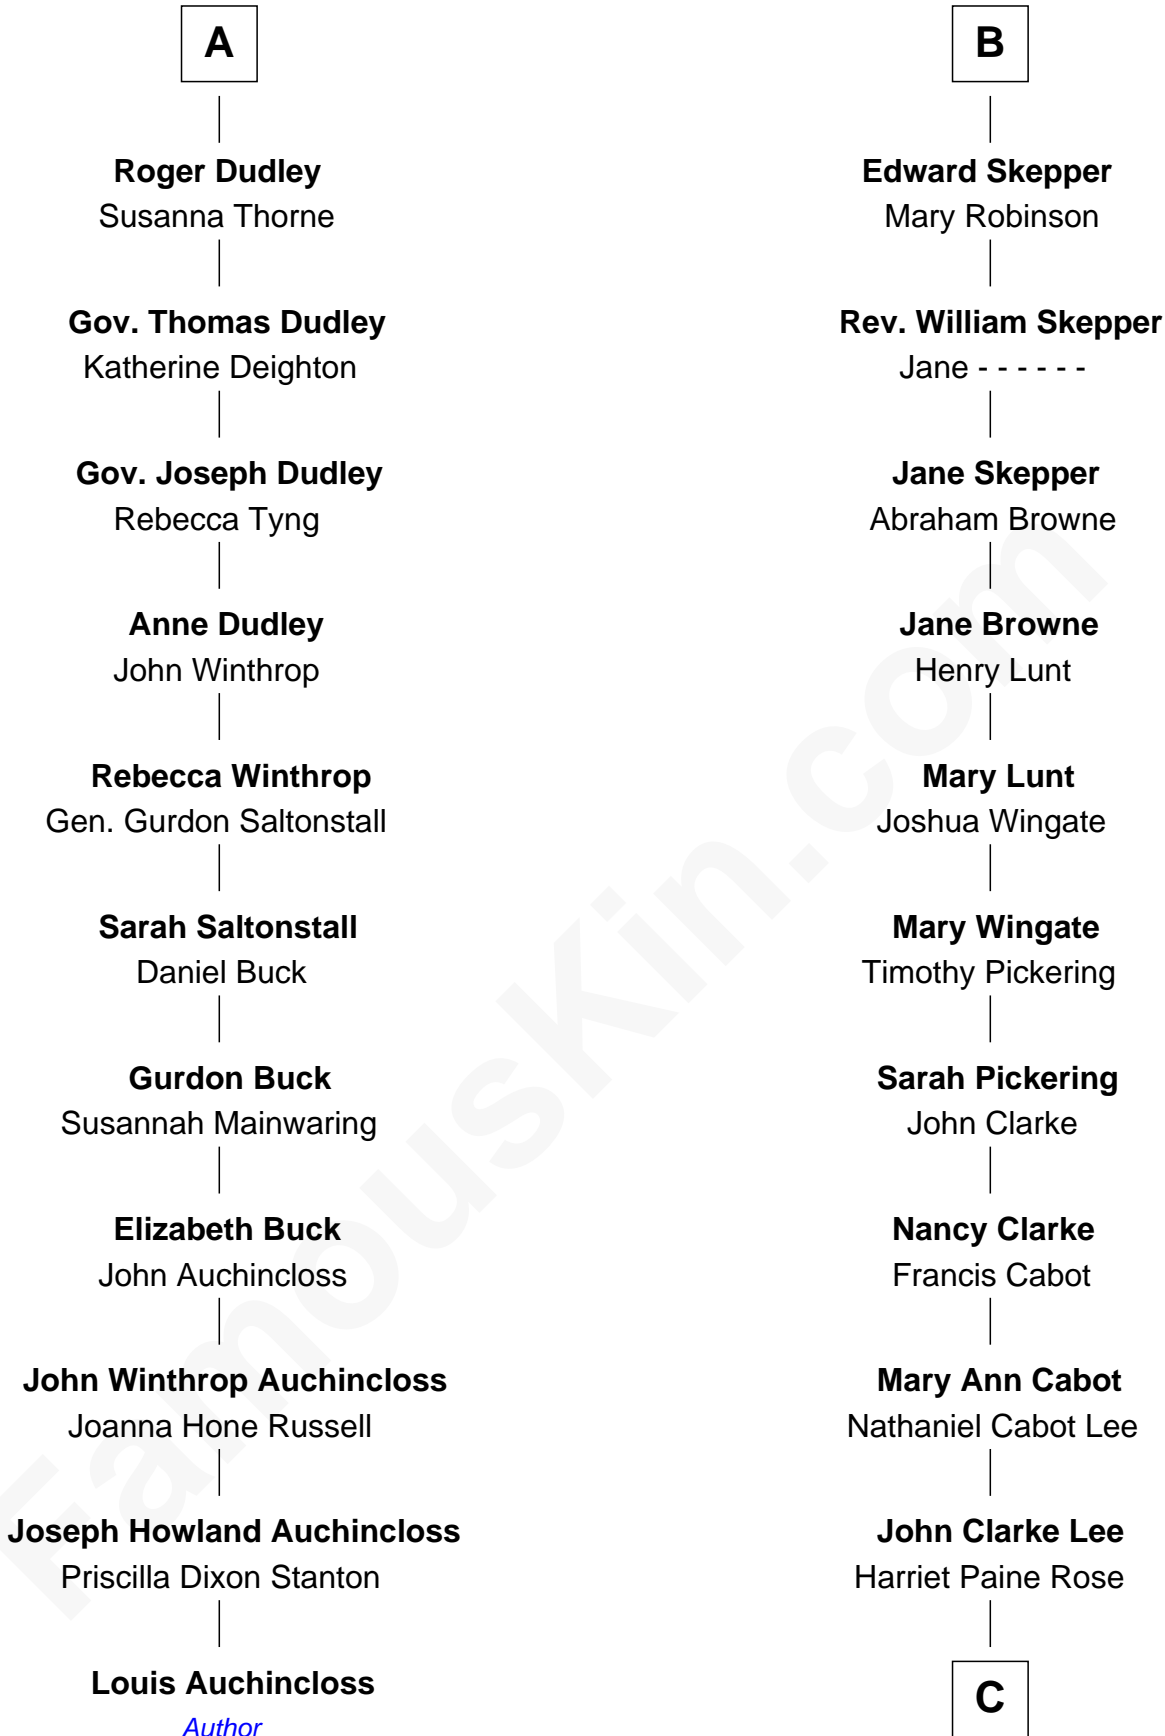 A
Roger Dudley
Susanna Thorne
Gov. Thomas Dudley
Katherine Deighton
Gov. Joseph Dudley
Rebecca Tyng
Anne Dudley
John Winthrop
Rebecca Winthrop
Gen. Gurdon Saltonstall
Sarah Saltonstall
Daniel Buck
Gurdon Buck
Susannah Mainwaring
Elizabeth Buck
John Auchincloss
John Winthrop Auchincloss
Joanna Hone Russell
Joseph Howland Auchincloss
Priscilla Dixon Stanton
Louis Auchincloss
Author
B
Edward Skepper
Mary Robinson
Rev. William Skepper
Jane - - - - - -
Jane Skepper
Abraham Browne
Jane Browne
Henry Lunt
Mary Lunt
Joshua Wingate
Mary Wingate
Timothy Pickering
Sarah Pickering
John Clarke
Nancy Clarke
Francis Cabot
Mary Ann Cabot
Nathaniel Cabot Lee
John Clarke Lee
Harriet Paine Rose
C
FamousKin.com